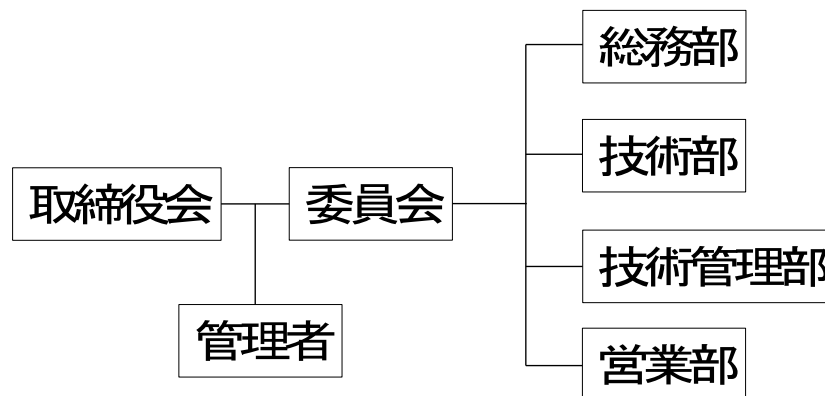 総務部
技術部
取締役会
委員会
技術管理部
管理者
営業部